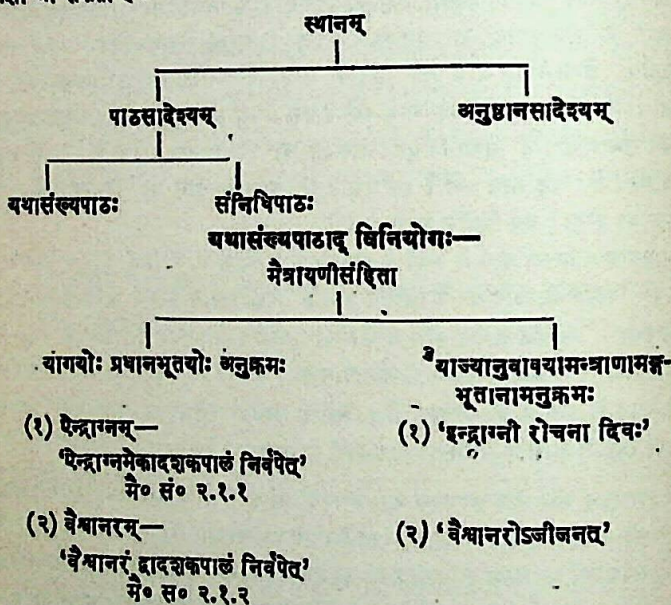 स्थानम्
पाठसादेश्यम् अनुष्ठानसादेश्यम्
यथासंख्यपाठः संनिधिपाठः
यथासंख्यपाठाद् विनियोगः—
मैत्रायणीसंहिता
यागयोः प्रधानभूतयोः अनुक्रमः याज्यानुवाक्यामन्त्राणामङ्ग-
भूतानामनुक्रमः
(१) ऐन्द्राग्नम्— (१) 'इन्द्राग्नी रोचना दिवः'
'ऐन्द्राग्नमेकादशकपालं निर्वपेत्'
मै० सं० २.१.१
(२) वैश्वानरम्— (२) 'वैश्वानरोऽजीजनत्'
'वैश्वानरं द्वादशकपालं निर्वपेत्'
मै० स० २.१.२